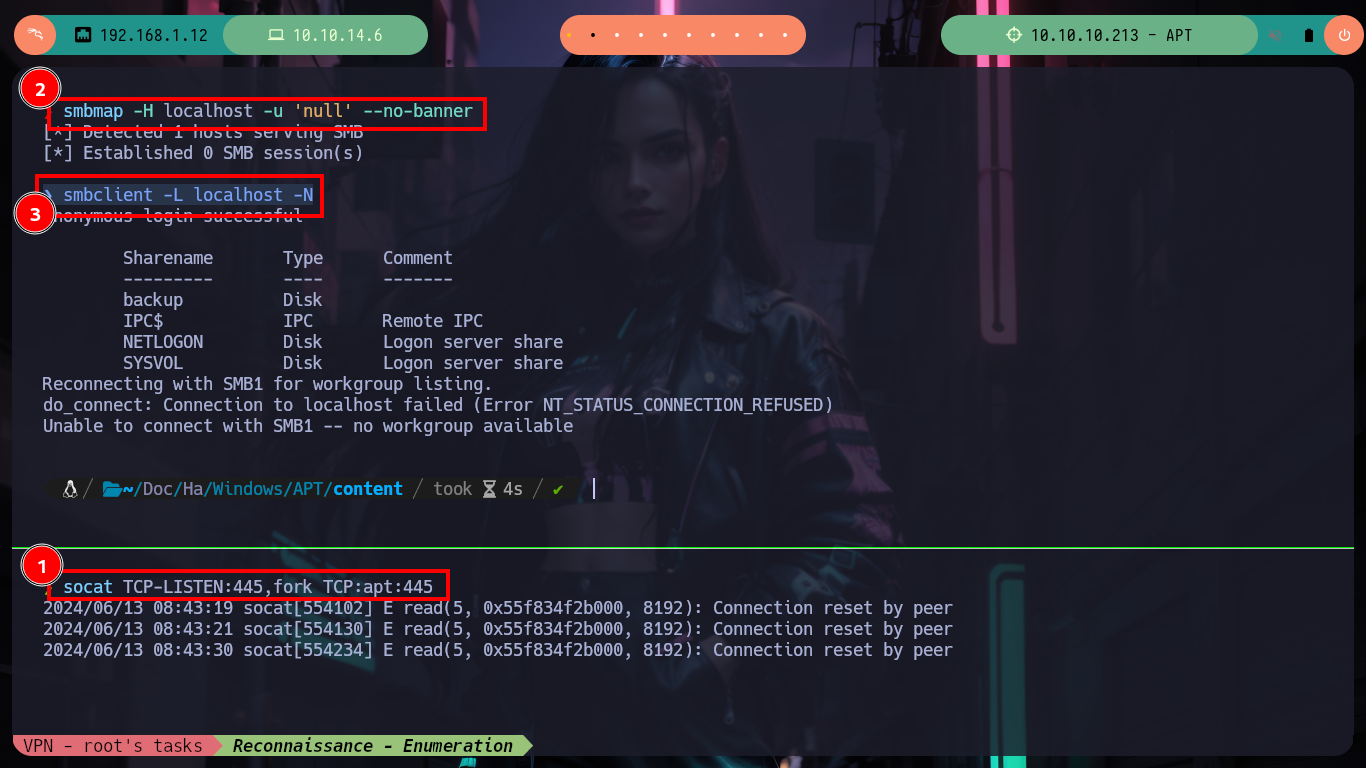 192.168.1.12 10.10.14.6 10.10.10.213 - APT
2
smbmap -H localhost -u 'null' --no-banner
[*] Detected 1 hosts serving SMB
[*] Established 0 SMB session(s)
❯ smbclient -L localhost -N
3
Anonymous login successful
Sharename Type Comment
--------- ---- -------
backup Disk
IPC$ IPC Remote IPC
NETLOGON Disk Logon server share
SYSVOL Disk Logon server share
Reconnecting with SMB1 for workgroup listing.
do_connect: Connection to localhost failed (Error NT_STATUS_CONNECTION_REFUSED)
Unable to connect with SMB1 -- no workgroup available
/ ~/Doc/Ha/Windows/APT/content / took 4s / ✔
1
socat TCP-LISTEN:445,fork TCP:apt:445
2024/06/13 08:43:19 socat[554102] E read(5, 0x55f834f2b000, 8192): Connection reset by peer
2024/06/13 08:43:21 socat[554130] E read(5, 0x55f834f2b000, 8192): Connection reset by peer
2024/06/13 08:43:30 socat[554234] E read(5, 0x55f834f2b000, 8192): Connection reset by peer
VPN - root's tasks Reconnaissance - Enumeration